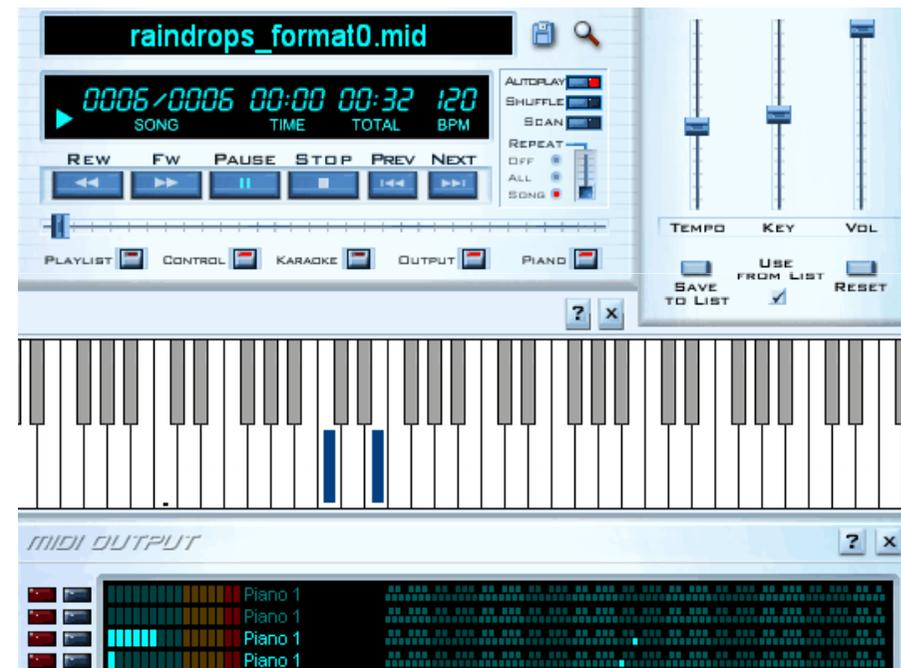 raindrops_format0.mid
0006/0006 00:00 00:32 120
SONG TIME TOTAL BPM
AUTOPLAY
SHUFFLE
SCAN
REPEAT
OFF
ALL
SONG
REW FW PAUSE STOP PREV NEXT
PLAYLIST CONTROL KARAOKE OUTPUT PIANO
TEMPO KEY VOL
SAVE TO LIST
USE FROM LIST
RESET
? x
MIDI OUTPUT ? x
Piano 1
Piano 1
Piano 1
Piano 1